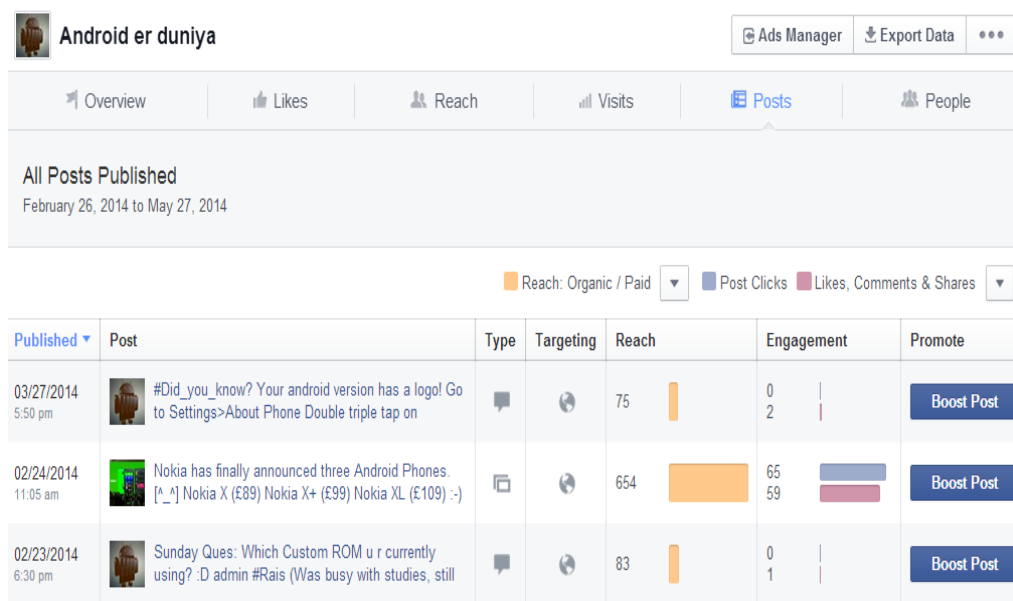 Android er duniya
Ads Manager
Export Data
Overview
Likes
Reach
Visits
Posts
People
All Posts Published
February 26, 2014 to May 27, 2014
Reach: Organic / Paid
Post Clicks
Likes, Comments & Shares
Published Post Type Targeting Reach Engagement Promote
03/27/2014
5:50 pm
#Did_you_know? Your android version has a logo! Go
to Settings>About Phone Double triple tap on
75
0
2
Boost Post
02/24/2014
11:05 am
Nokia has finally announced three Android Phones.
[^_^] Nokia X (£89) Nokia X+ (£99) Nokia XL (£109) :-)
654
65
59
Boost Post
02/23/2014
6:30 pm
Sunday Ques: Which Custom ROM u r currently
using? :D admin #Rais (Was busy with studies, still
83
0
1
Boost Post